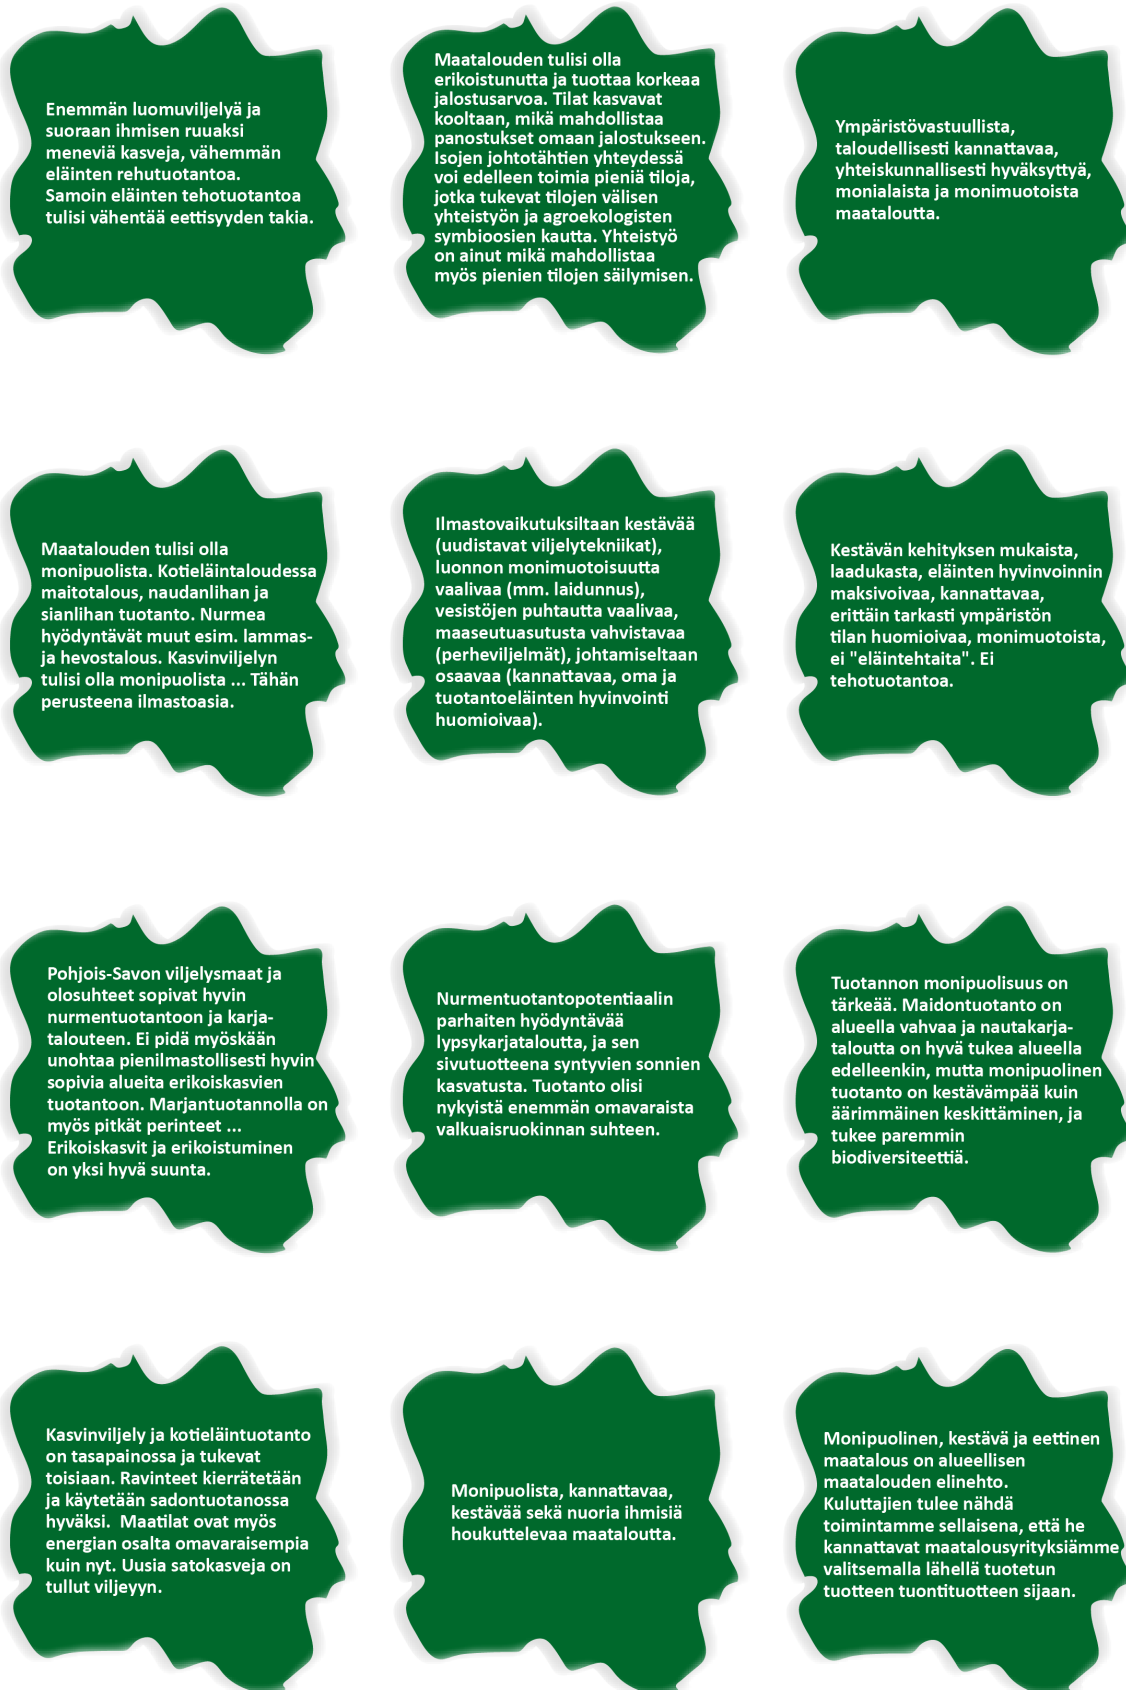 Enemmän luomuviljelyä ja
suoraan ihmisen ruuaksi
meneviä kasveja, vähemmän
eläinten rehutuotantoa.
Samoin eläinten tehotuotantoa
tulisi vähentää eettisyyden takia.
Maatalouden tulisi olla
erikoistunutta ja tuottaa korkeaa
jalostusarvoa. Tilat kasvavat
kooltaan, mikä mahdollistaa
panostukset omaan jalostukseen.
Isojen johtotähtien yhteydessä
voi edelleen toimia pieniä tiloja,
jotka tukevat tilojen välisen
yhteistyön ja agroekologisten
symbioosien kautta. Yhteistyö
on ainut mikä mahdollistaa
myös pienien tilojen säilymisen.
Ympäristövastuullista,
taloudellisesti kannattavaa,
yhteiskunnallisesti hyväksyttyä,
monialaista ja monimuotoista
maataloutta.
Maatalouden tulisi olla
monipuolista. Kotieläintaloudessa
maitotalous, naudanlihan ja
sianlihan tuotanto. Nurmea
hyödyntävät muut esim. lammas-
ja hevostalous. Kasvinviljelyn
tulisi olla monipuolista ... Tähän
perusteena ilmastoasia.
Ilmastovaikutuksiltaan kestävää
(uudistavat viljelytekniikat),
luonnon monimuotoisuutta
vaalivaa (mm. laidunnus),
vesistöjen puhtautta vaalivaa,
maaseutuasutusta vahvistavaa
(perheviljelmät), johtamiseltaan
osaavaa (kannattavaa, oma ja
tuotantoeläinten hyvinvointi
huomioivaa).
Kestävän kehityksen mukaista,
laadukasta, eläinten hyvinvoinnin
maksivoivaa, kannattavaa,
erittäin tarkasti ympäristön
tilan huomioivaa, monimuotoista,
ei "eläintehtaita". Ei
tehotuotantoa.
Pohjois-Savon viljelysmaat ja
olosuhteet sopivat hyvin
nurmentuotantoon ja karja-
talouteen. Ei pidä myöskään
unohtaa pienilmastollisesti hyvin
sopivia alueita erikoiskasvien
tuotantoon. Marjantuotannolla on
myös pitkät perinteet ...
Erikoiskasvit ja erikoistuminen
on yksi hyvä suunta.
Nurmentuotantopotentiaalin
parhaiten hyödyntävää
lypsykarjataloutta, ja sen
sivutuotteena syntyvien sonnien
kasvatusta. Tuotanto olisi
nykyistä enemmän omavaraista
valkuaisruokinnan suhteen.
Tuotannon monipuolisuus on
tärkeää. Maidontuotanto on
alueella vahvaa ja nautakarja-
taloutta on hyvä tukea alueella
edelleenkin, mutta monipuolinen
tuotanto on kestävämpää kuin
äärimmäinen keskittäminen, ja
tukee paremmin
biodiversiteettiä.
Kasvinviljely ja kotieläintuotanto
on tasapainossa ja tukevat
toisiaan. Ravinteet kierrätetään
ja käytetään sadontuotanossa
hyväksi. Maatilat ovat myös
energian osalta omavaraisempia
kuin nyt. Uusia satokasveja on
tullut viljeyyn.
Monipuolista, kannattavaa,
kestävää sekä nuoria ihmisiä
houkuttelevaa maataloutta.
Monipuolinen, kestävä ja eettinen
maatalous on alueellisen
maatalouden elinehto.
Kuluttajien tulee nähdä
toimintamme sellaisena, että he
kannattavat maatalousyrityksiämme
valitsemalla lähellä tuotetun
tuotteen tuontituotteen sijaan.